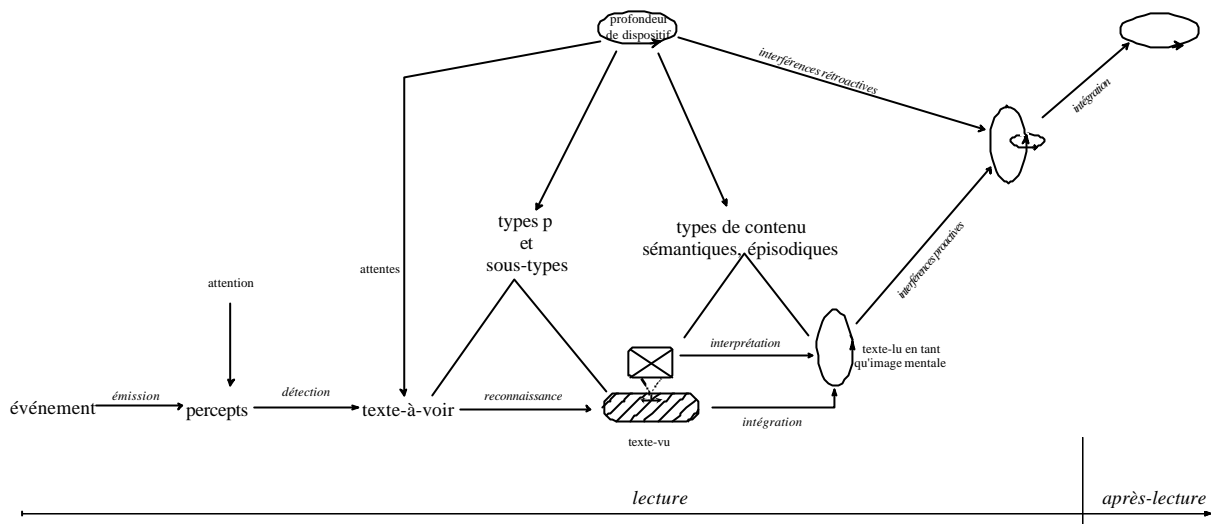 profondeur
de dispositif
interférences rétroactives
intégration
types p
et
sous-types
types de contenu
sémantiques, épisodiques
attentes
attention
interférences proactives
interprétation
texte-lu en tant
qu'image mentale
événement
émission
percepts
détection
texte-à-voir
reconnaissance
intégration
texte-vu
lecture
après-lecture